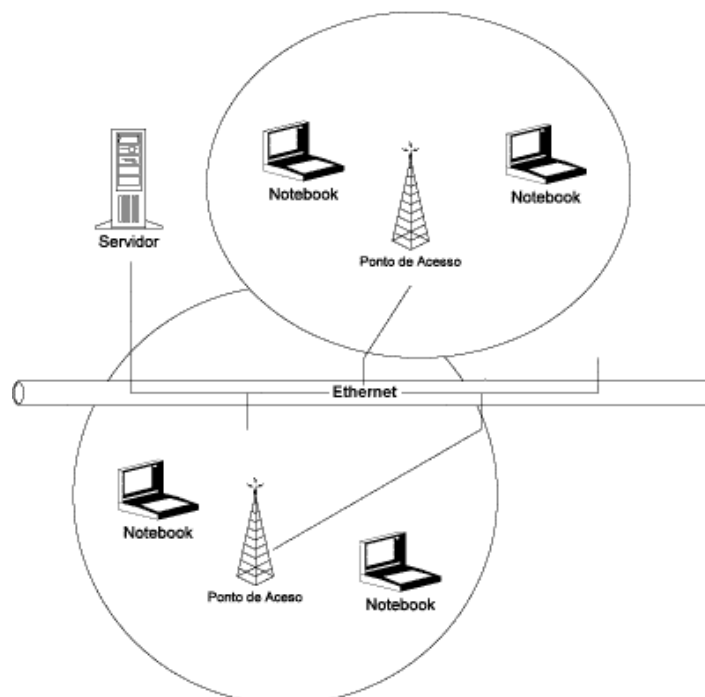 Notebook
Notebook
Servidor
Ponto de Acesso
Ethernet
Notebook
Ponto de Aceso
Notebook